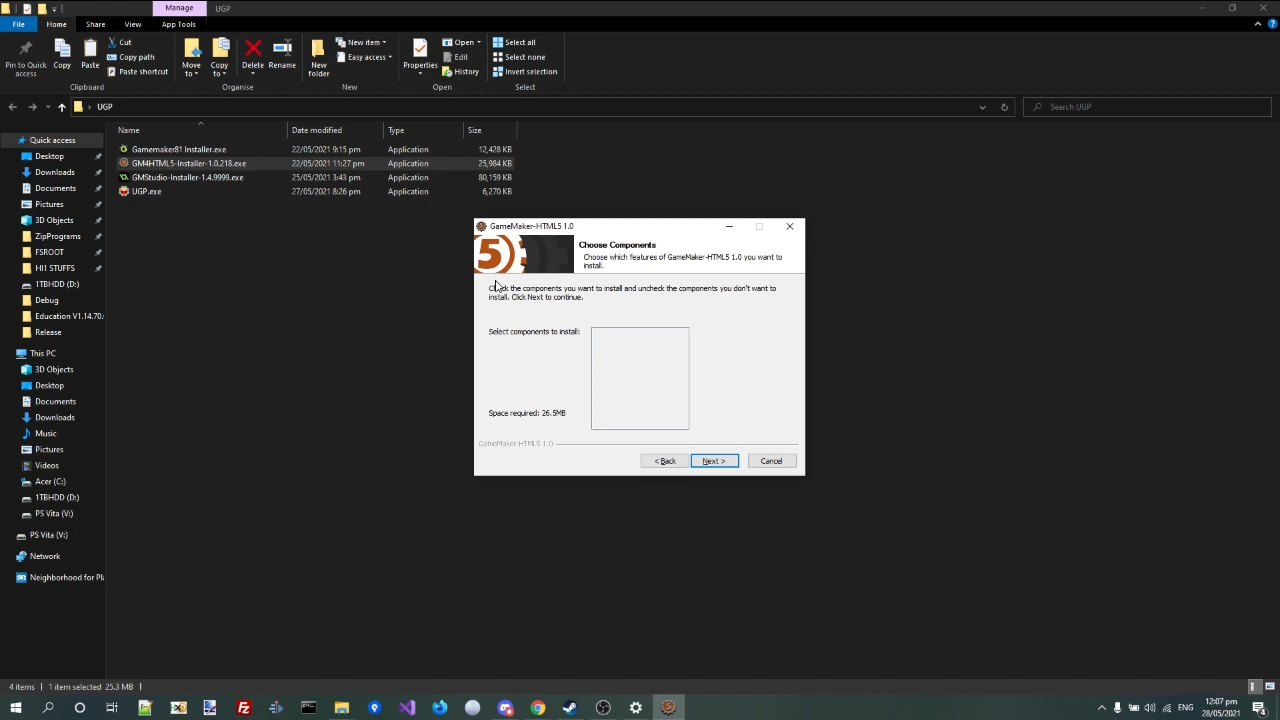 Manage
UGP
File
Home
Share
View
App Tools
Pin to Quick access
Copy
Paste
Cut
Copy path
Paste shortcut
Move to
Copy to
Delete
Rename
New folder
New item
Easy access
Properties
Open
Edit
History
Select all
Select none
Invert selection
Clipboard
Organise
New
Open
Select
UGP
Search UGP
Name
Date modified
Type
Size
Gamemaker81 Installer.exe 22/05/2021 9:15 pm Application 12,428 KB
GM4HTML5-Installer-1.0.218.exe 22/05/2021 11:27 pm Application 25,984 KB
GMStudio-Installer-1.4.9999.exe 25/05/2021 3:43 pm Application 80,159 KB
UGP.exe 27/05/2021 8:26 pm Application 6,270 KB
Quick access
Desktop
Downloads
Documents
Pictures
3D Objects
ZipPrograms
FSROOT
HI1 STUFFS
1TBHDD (D:)
Debug
Education V1.14.70.
Release
This PC
3D Objects
Desktop
Documents
Downloads
Music
Pictures
Videos
Acer (C:)
1TBHDD (D:)
PS Vita (V:)
PS Vita (V:)
Network
Neighborhood for Pla
GameMaker-HTML5 1.0
5
Choose Components
Choose which features of GameMaker-HTML5 1.0 you want to
install.
Check the components you want to install and uncheck the components you don't want to
install. Click Next to continue.
Select components to install:
Space required: 26.5MB
GameMaker-HTML5 1.0
< Back
Next >
Cancel
4 items
1 item selected 25.3 MB
ENG
12:07 pm
28/05/2021
4